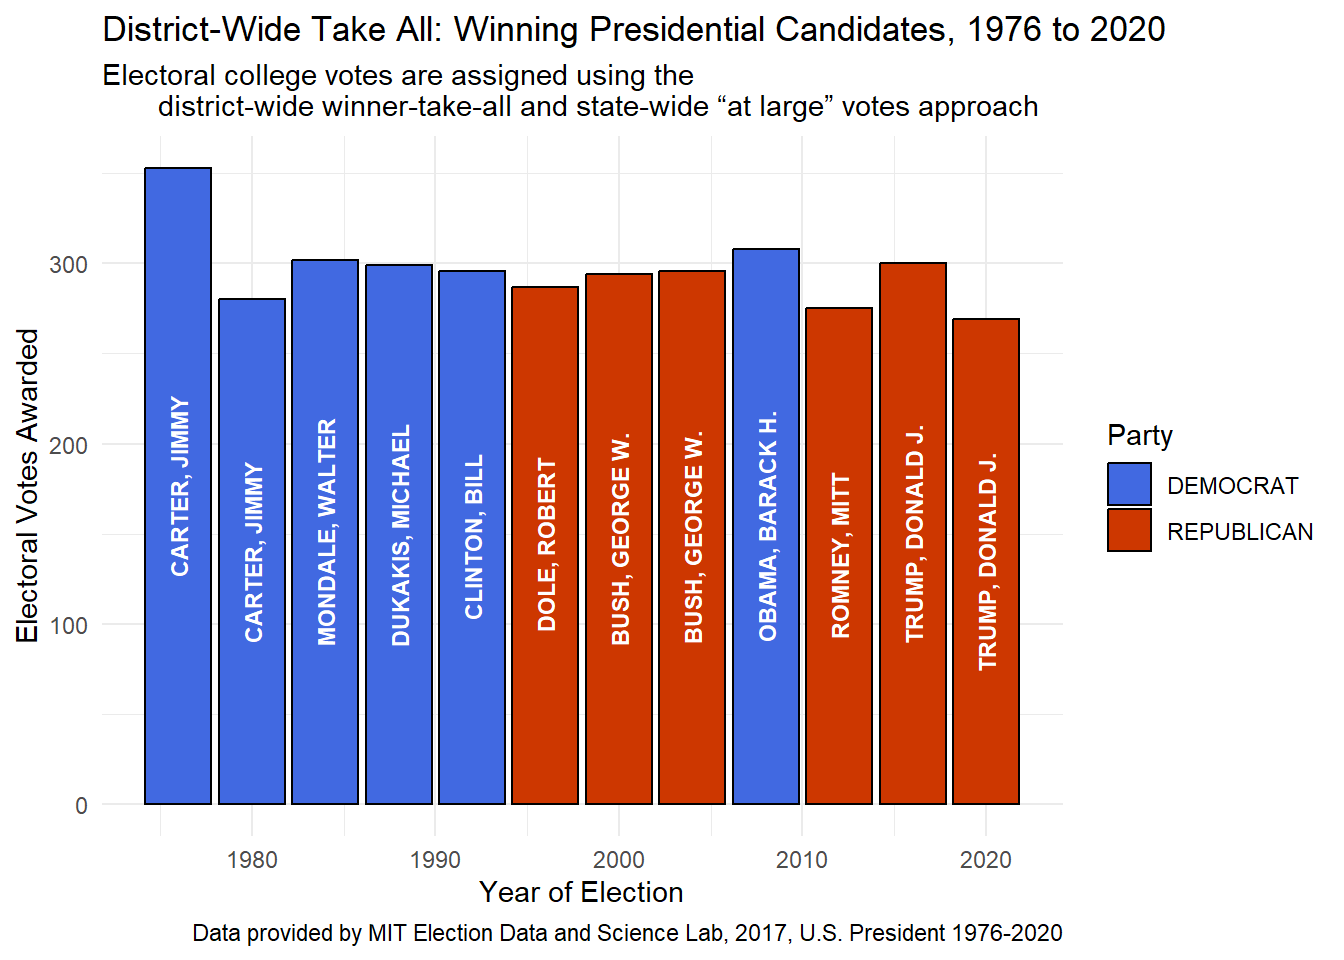 District-Wide Take All: Winning Presidential Candidates, 1976 to 2020
Electoral college votes are assigned using the
district-wide winner-take-all and state-wide “at large” votes approach
Electoral Votes Awarded
300
200
100
0
CARTER, JIMMY
CARTER, JIMMY
MONDALE, WALTER
DUKAKIS, MICHAEL
CLINTON, BILL
DOLE, ROBERT
BUSH, GEORGE W.
BUSH, GEORGE W.
OBAMA, BARACK H.
ROMNEY, MITT
TRUMP, DONALD J.
TRUMP, DONALD J.
Party
DEMOCRAT
REPUBLICAN
1980 1990 2000 2010 2020
Year of Election
Data provided by MIT Election Data and Science Lab, 2017, U.S. President 1976-2020